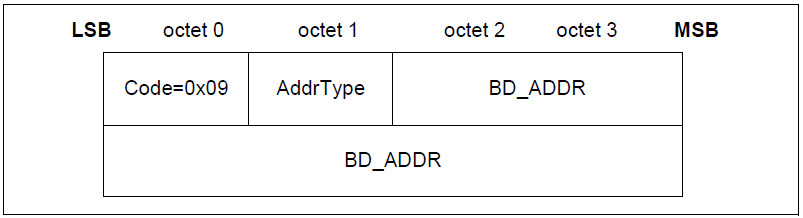 LSB octet 0 octet 1 octet 2 octet 3 MSB
Code=0x09 AddrType BD_ADDR
BD_ADDR